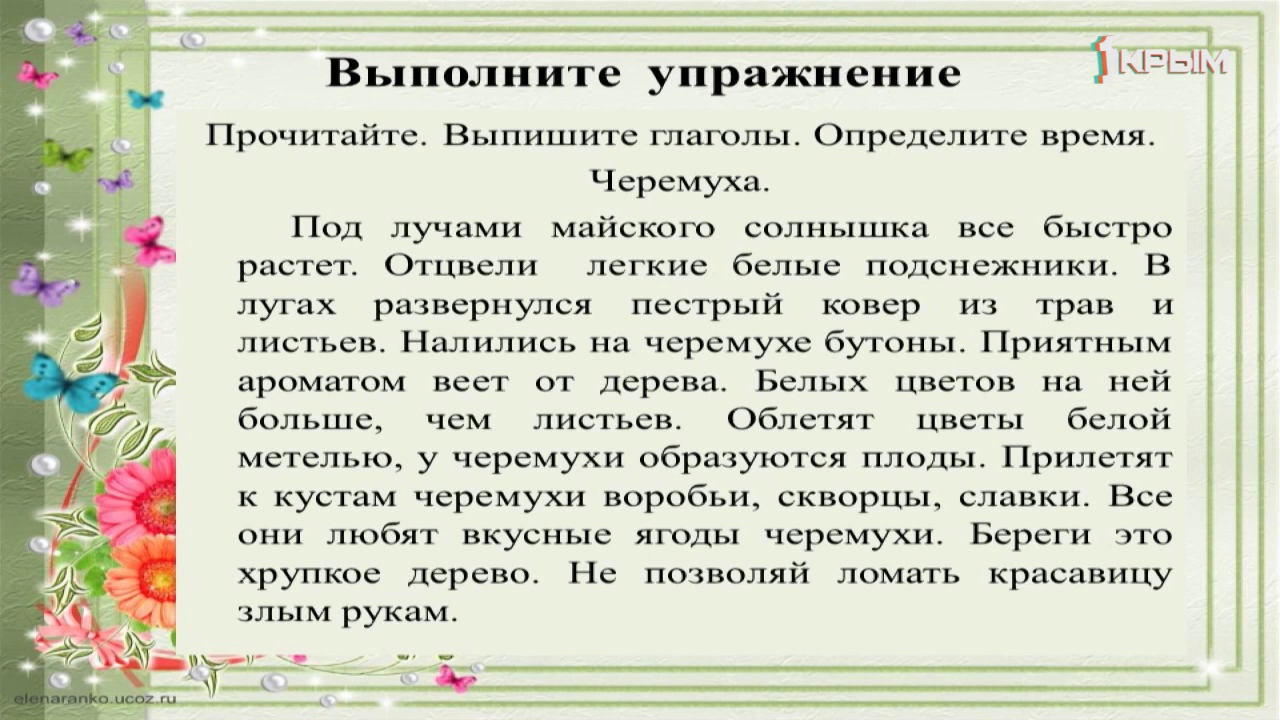 1 КРЫМ
Выполните упражнение
Прочитайте. Выпишите глаголы. Определите время.
Черемуха.
Под лучами майского солнышка все быстро
растет. Отцвели легкие белые подснежники. В
лугах развернулся пестрый ковер из трав и
листьев. Налились на черемухе бутоны. Приятным
ароматом веет от дерева. Белых цветов на ней
больше, чем листьев. Облетят цветы белой
метелью, у черемухи образуются плоды. Прилетят
к кустам черемухи воробьи, скворцы, славки. Все
они любят вкусные ягоды черемухи. Береги это
хрупкое дерево. Не позволяй ломать красавицу
злым рукам.
elenaranko.ucoz.ru